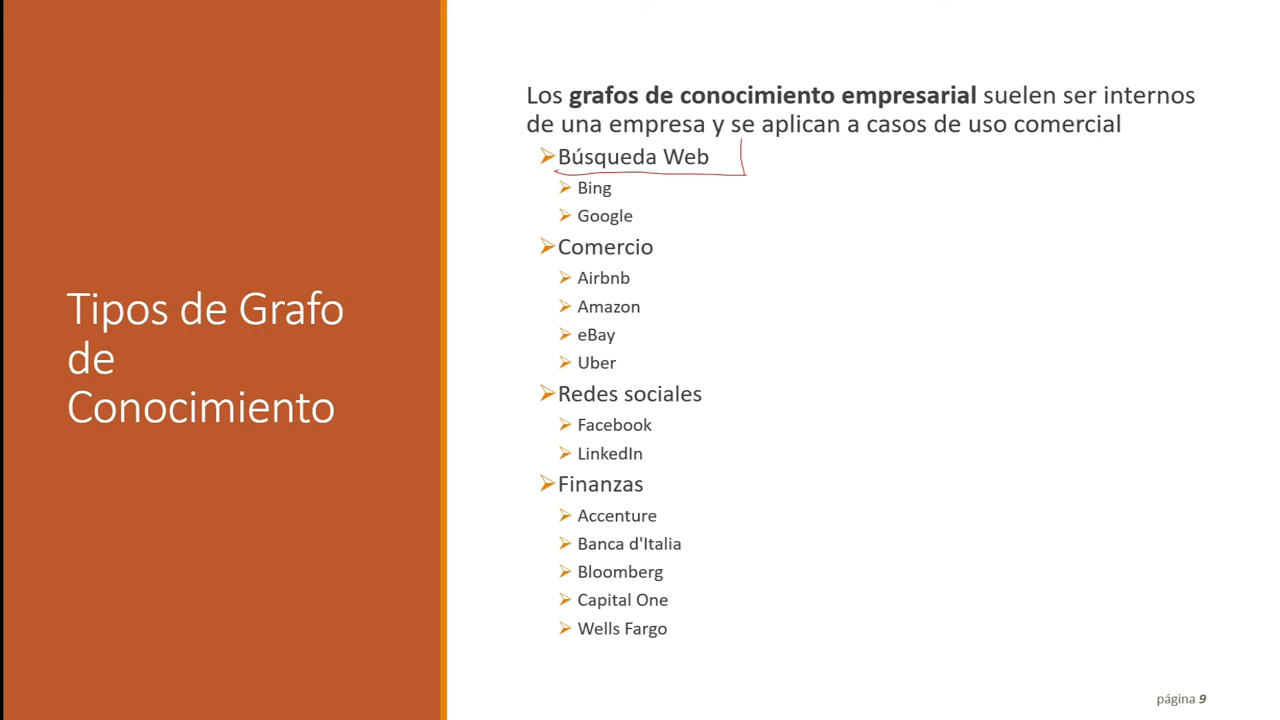 Tipos de Grafo
de
Conocimiento
Los grafos de conocimiento empresarial suelen ser internos
de una empresa y se aplican a casos de uso comercial
Búsqueda Web
Bing
Google
Comercio
Airbnb
Amazon
eBay
Uber
Redes sociales
Facebook
LinkedIn
Finanzas
Accenture
Banca d'Italia
Bloomberg
Capital One
Wells Fargo
página 9